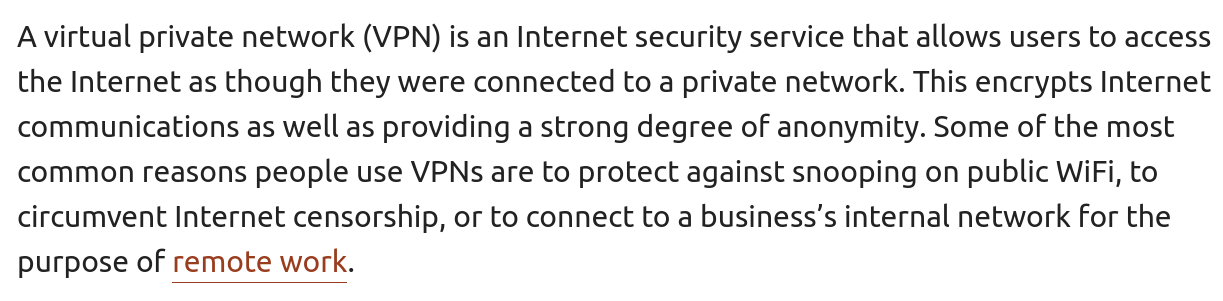 A virtual private network (VPN) is an Internet security service that allows users to access
the Internet as though they were connected to a private network. This encrypts Internet
communications as well as providing a strong degree of anonymity. Some of the most
common reasons people use VPNs are to protect against snooping on public WiFi, to
circumvent Internet censorship, or to connect to a business’s internal network for the
purpose of remote work.